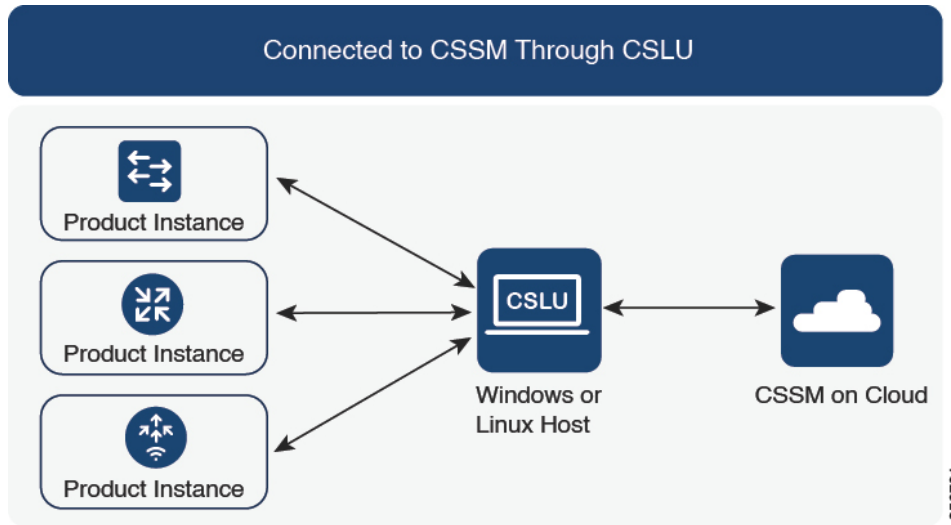 Connected to CSSM Through CSLU
Product Instance
Product Instance
Product Instance
CSLU
Windows or
Linux Host
CSSM on Cloud